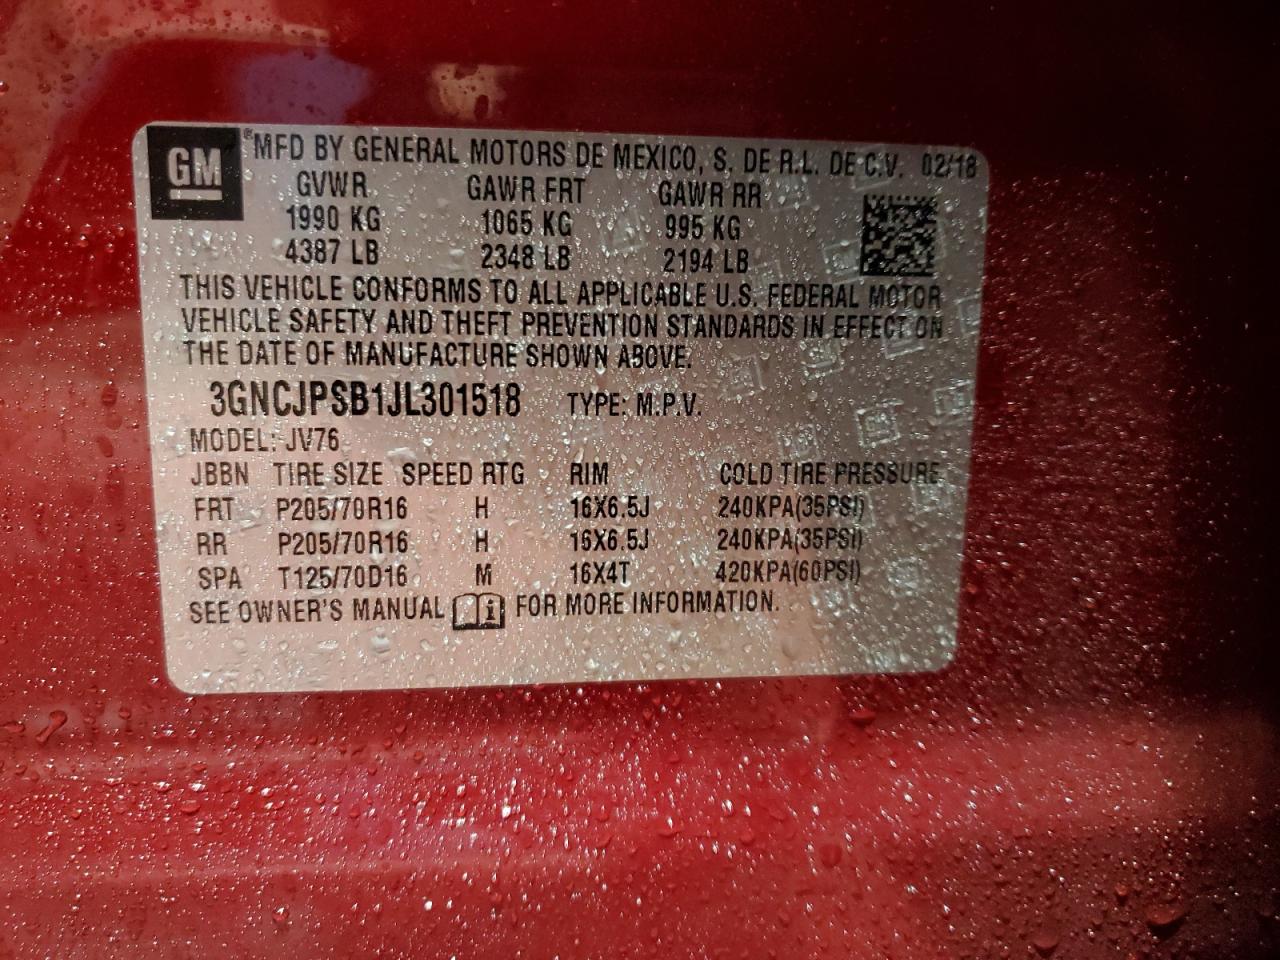 GM ® MFD BY GENERAL MOTORS DE MEXICO, S. DE R.L. DE C.V. 02/18
GVWR GAWR FRT GAWR RR
1990 KG 1065 KG 995 KG
4387 LB 2348 LB 2194 LB
THIS VEHICLE CONFORMS TO ALL APPLICABLE U.S. FEDERAL MOTOR
VEHICLE SAFETY AND THEFT PREVENTION STANDARDS IN EFFECT ON
THE DATE OF MANUFACTURE SHOWN ABOVE.
3GNCJPSB1JL301518 TYPE: M.P.V.
MODEL: JV76
JBBN TIRE SIZE SPEED RTG RIM COLD TIRE PRESSURE
FRT P205/70R16 H 16X6.5J 240KPA(35PSI)
RR P205/70R16 H 16X6.5J 240KPA(35PSI)
SPA T125/70D16 M 16X4T 420KPA(60PSI)
SEE OWNER'S MANUAL i FOR MORE INFORMATION.